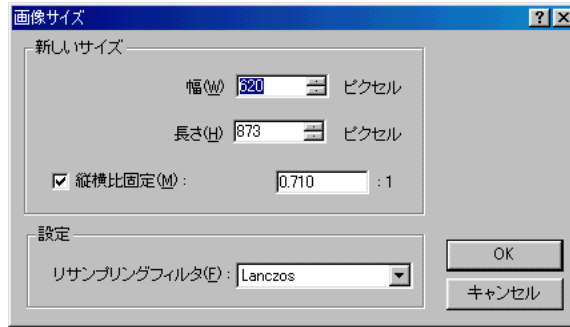 画像サイズ
新しいサイズ
幅(W) 620 ピクセル
長さ(H) 873 ピクセル
縦横比固定(M) : 0.710 : 1
設定
リサンプリングフィルタ(F) : Lanczos
OK
キャンセル